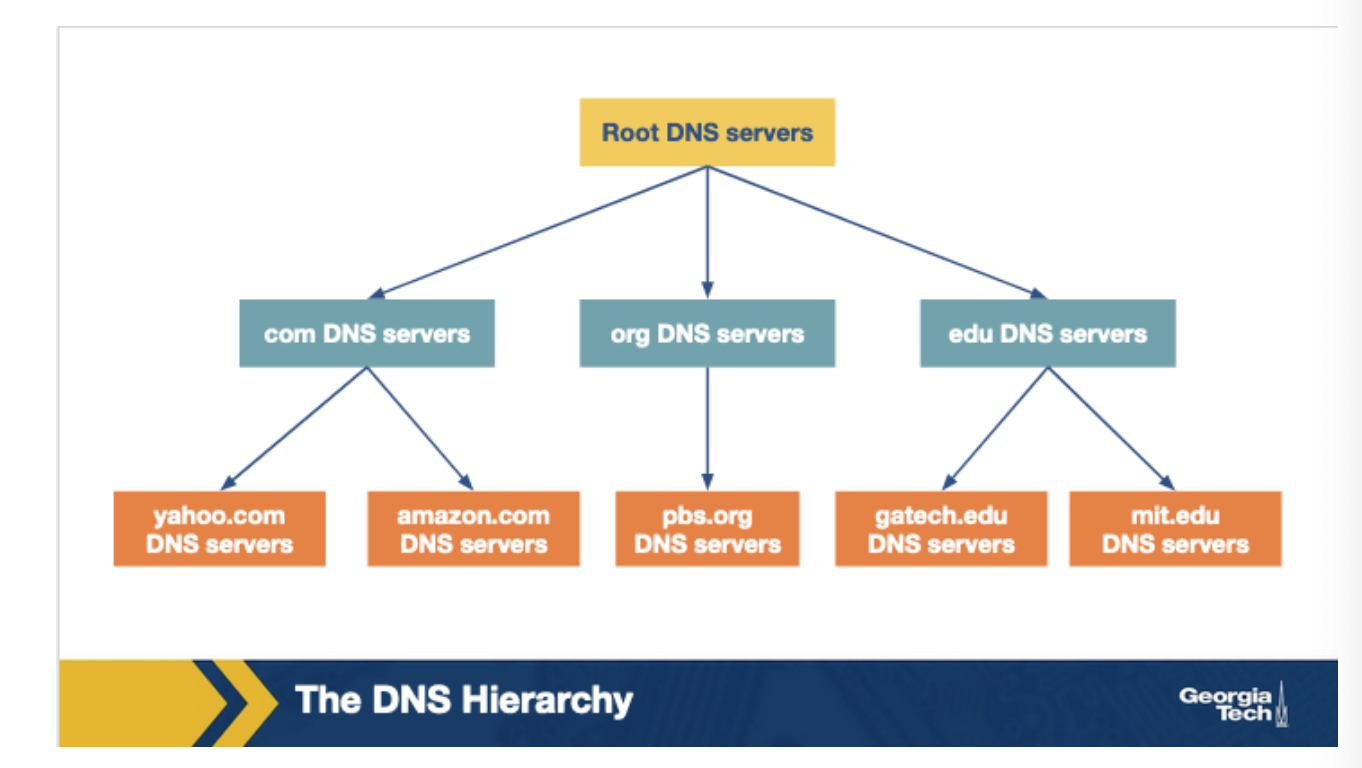 Root DNS servers
com DNS servers
org DNS servers
edu DNS servers
yahoo.com
DNS servers
amazon.com
DNS servers
pbs.org
DNS servers
gatech.edu
DNS servers
mit.edu
DNS servers
The DNS Hierarchy
Georgia
Tech